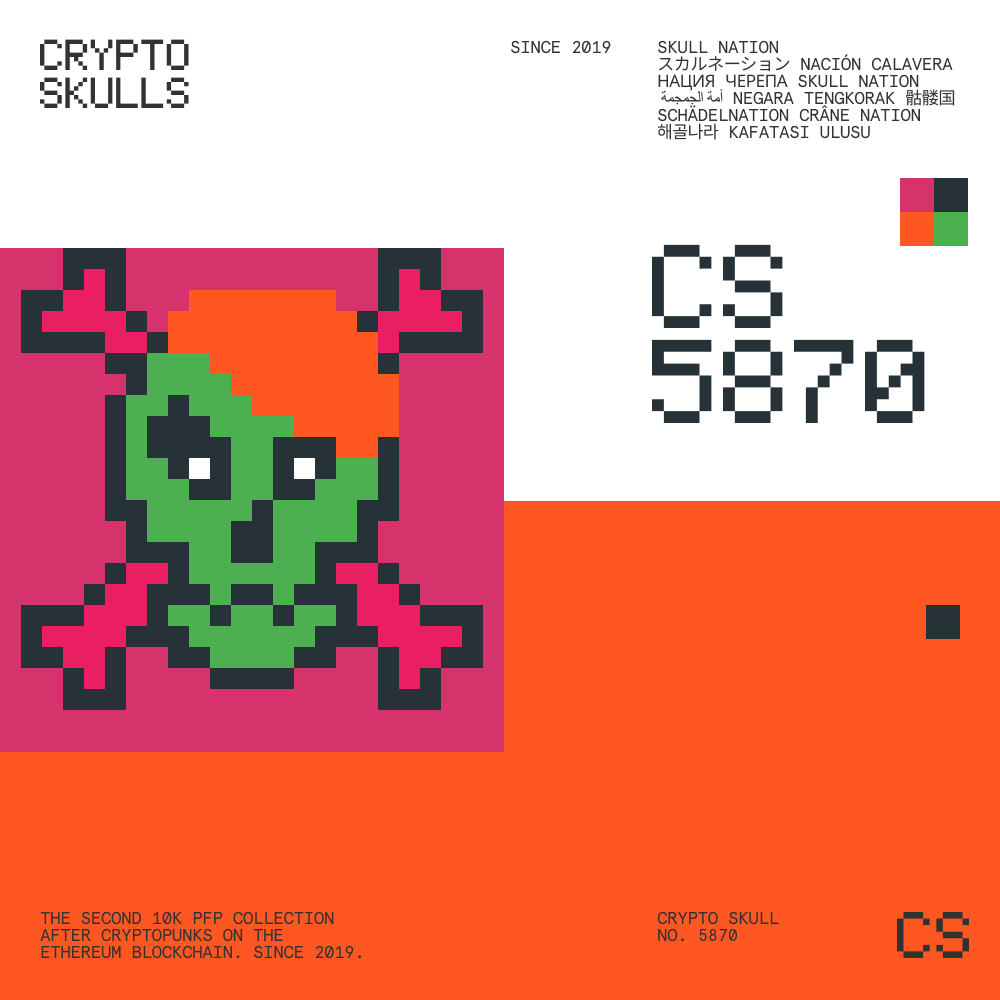 CRYPTO
SKULLS
SINCE 2019
SKULL NATION
スカルネーション NACIÓN CALAVERA
НАЦИЯ ЧЕРЕПА SKULL NATION
أمة الجمجمة NEGARA TENGKORAK 骷髅国
SCHÄDELNATION CRÂNE NATION
해골나라 KAFATASI ULUSU
CS
5870
THE SECOND 10K PFP COLLECTION
AFTER CRYPTOPUNKS ON THE
ETHEREUM BLOCKCHAIN. SINCE 2019.
CRYPTO SKULL
NO. 5870
CS